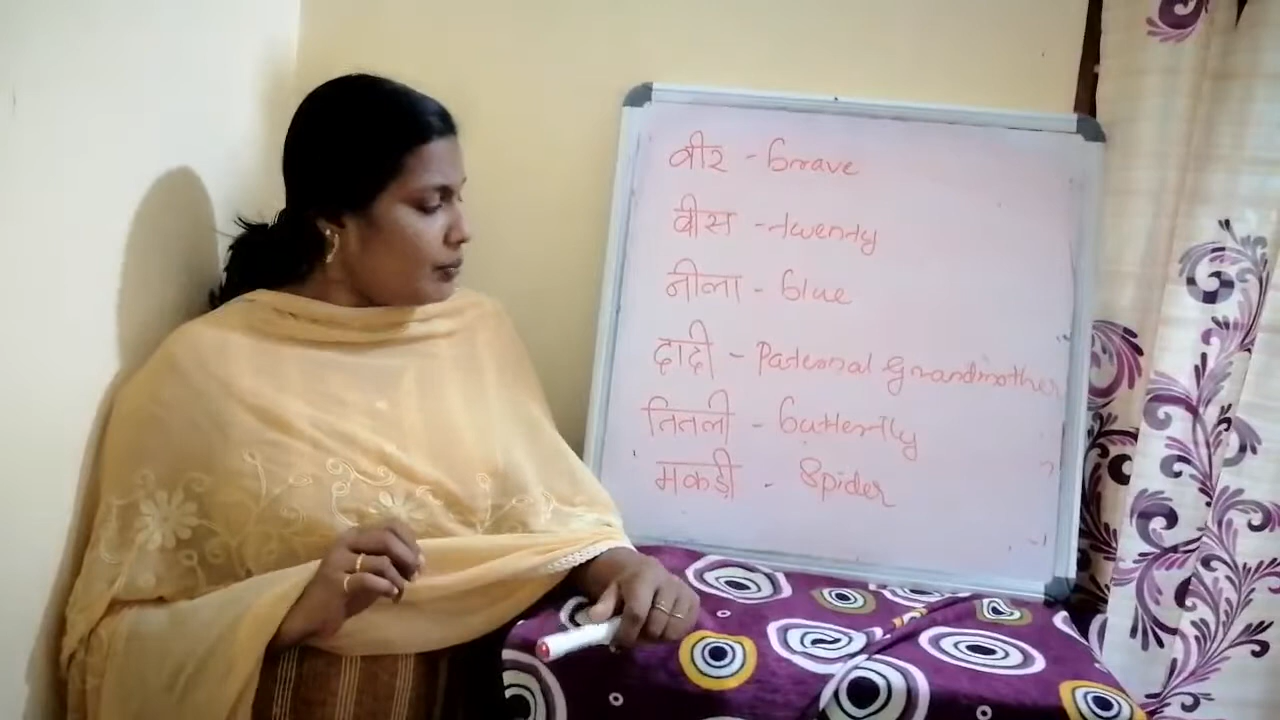 वीर - brave
बीस - twenty
नीला - blue
दादी - Paternal Grandmother
तितली - butterfly
मकड़ी - Spider